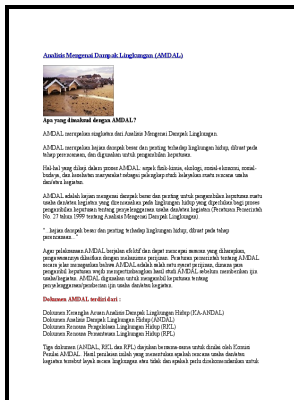 Analisis Mengenai Dampak Lingkungan (AMDAL)
Apa yang dimaksud dengan AMDAL?
AMDAL merupakan singkatan dari Analisis Mengenai Dampak Lingkungan.
AMDAL merupakan kajian dampak besar dan penting terhadap lingkungan hidup, dibuat pada
tahap perencanaan, dan digunakan untuk pengambilan keputusan.
Hal-hal yang dikaji dalam proses AMDAL: aspek fisik-kimia, ekologi, sosial-ekonomi, sosial-
budaya, dan kesehatan masyarakat sebagai pelengkap studi kelayakan suatu rencana usaha
dan/atau kegiatan.
AMDAL adalah kajian mengenai dampak besar dan penting untuk pengambilan keputusan suatu
usaha dan/atau kegiatan yang direncanakan pada lingkungan hidup yang diperlukan bagi proses
pengambilan keputusan tentang penyelenggaraan usaha dan/atau kegiatan (Peraturan Pemerintah
No. 27 tahun 1999 tentang Analisis Mengenai Dampak Lingkungan).
"...kajian dampak besar dan penting terhadap lingkungan hidup, dibuat pada tahap
perencanaan..."
Agar pelaksanaan AMDAL berjalan efektif dan dapat mencapai sasaran yang diharapkan,
pengawasannya dikaitkan dengan mekanisme perijinan. Peraturan pemerintah tentang AMDAL
secara jelas menegaskan bahwa AMDAL adalah salah satu syarat perijinan, dimana para
pengambil keputusan wajib mempertimbangkan hasil studi AMDAL sebelum memberikan ijin
usaha/kegiatan. AMDAL digunakan untuk mengambil keputusan tentang
penyelenggaraan/pemberian ijin usaha dan/atau kegiatan.
Dokumen AMDAL terdiri dari :
Dokumen Kerangka Acuan Analisis Dampak Lingkungan Hidup (KA-ANDAL)
Dokumen Analisis Dampak Lingkungan Hidup (ANDAL)
Dokumen Rencana Pengelolaan Lingkungan Hidup (RKL)
Dokumen Rencana Pemantauan Lingkungan Hidup (RPL)
Tiga dokumen (ANDAL, RKL dan RPL) diajukan bersama-sama untuk dinilai oleh Komisi
Penilai AMDAL. Hasil penilaian inilah yang menentukan apakah rencana usaha dan/atau
kegiatan tersebut layak secara lingkungan atau tidak dan apakah perlu direkomendasikan untuk